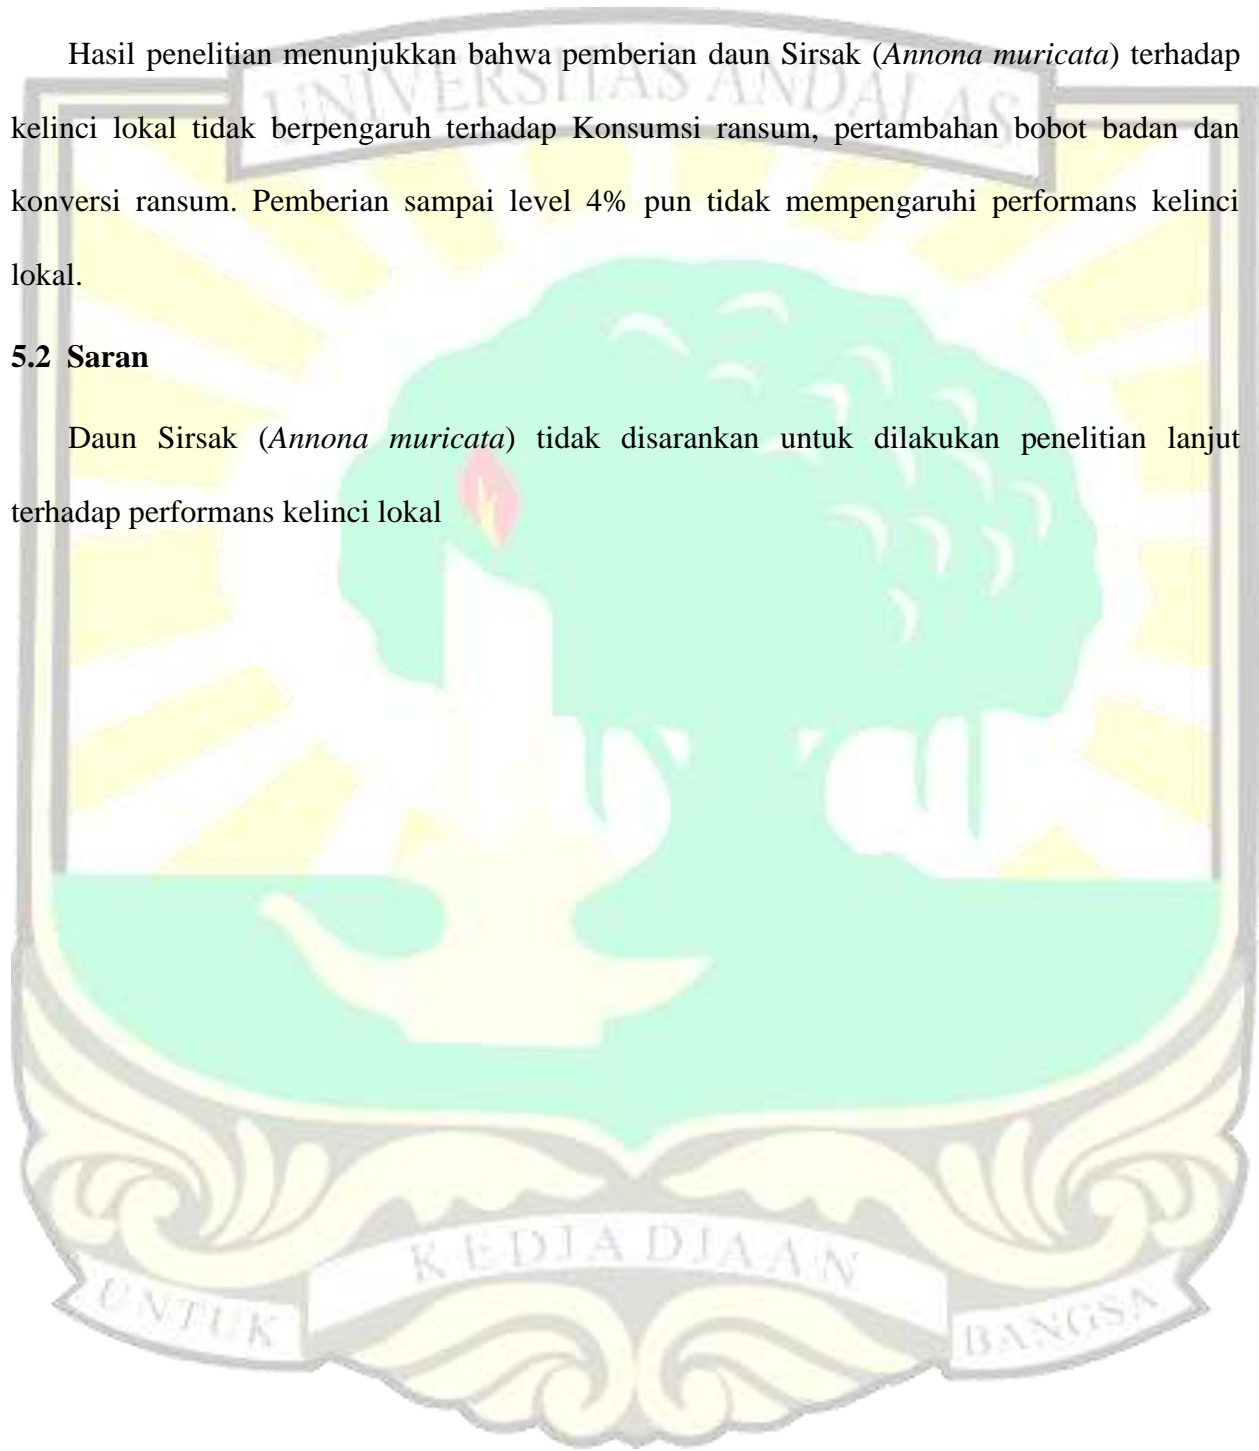 Hasil penelitian menunjukkan bahwa pemberian daun Sirsak (Annona muricata) terhadap
UNIVERSITAS ANDALAS
kelinci lokal tidak berpengaruh terhadap Konsumsi ransum, pertambahan bobot badan dan
konversi ransum. Pemberian sampai level 4% pun tidak mempengaruhi performans kelinci
lokal.
5.2 Saran
Daun Sirsak (Annona muricata) tidak disarankan untuk dilakukan penelitian lanjut
terhadap performans kelinci lokal
UNTUK KEDJADJAAN BANGSA